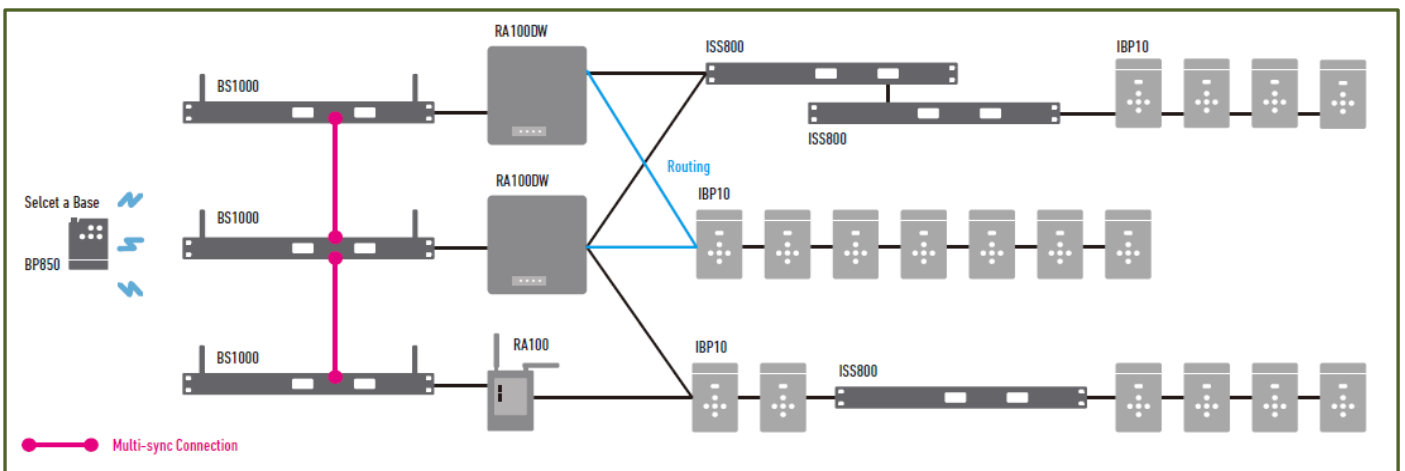 RA100DW
ISS800
IBP10
BS1000
ISS800
Routing
RA100DW
IBP10
Selcet a Base
BS1000
BP850
RA100
IBP10
BS1000
ISS800
Multi-sync Connection